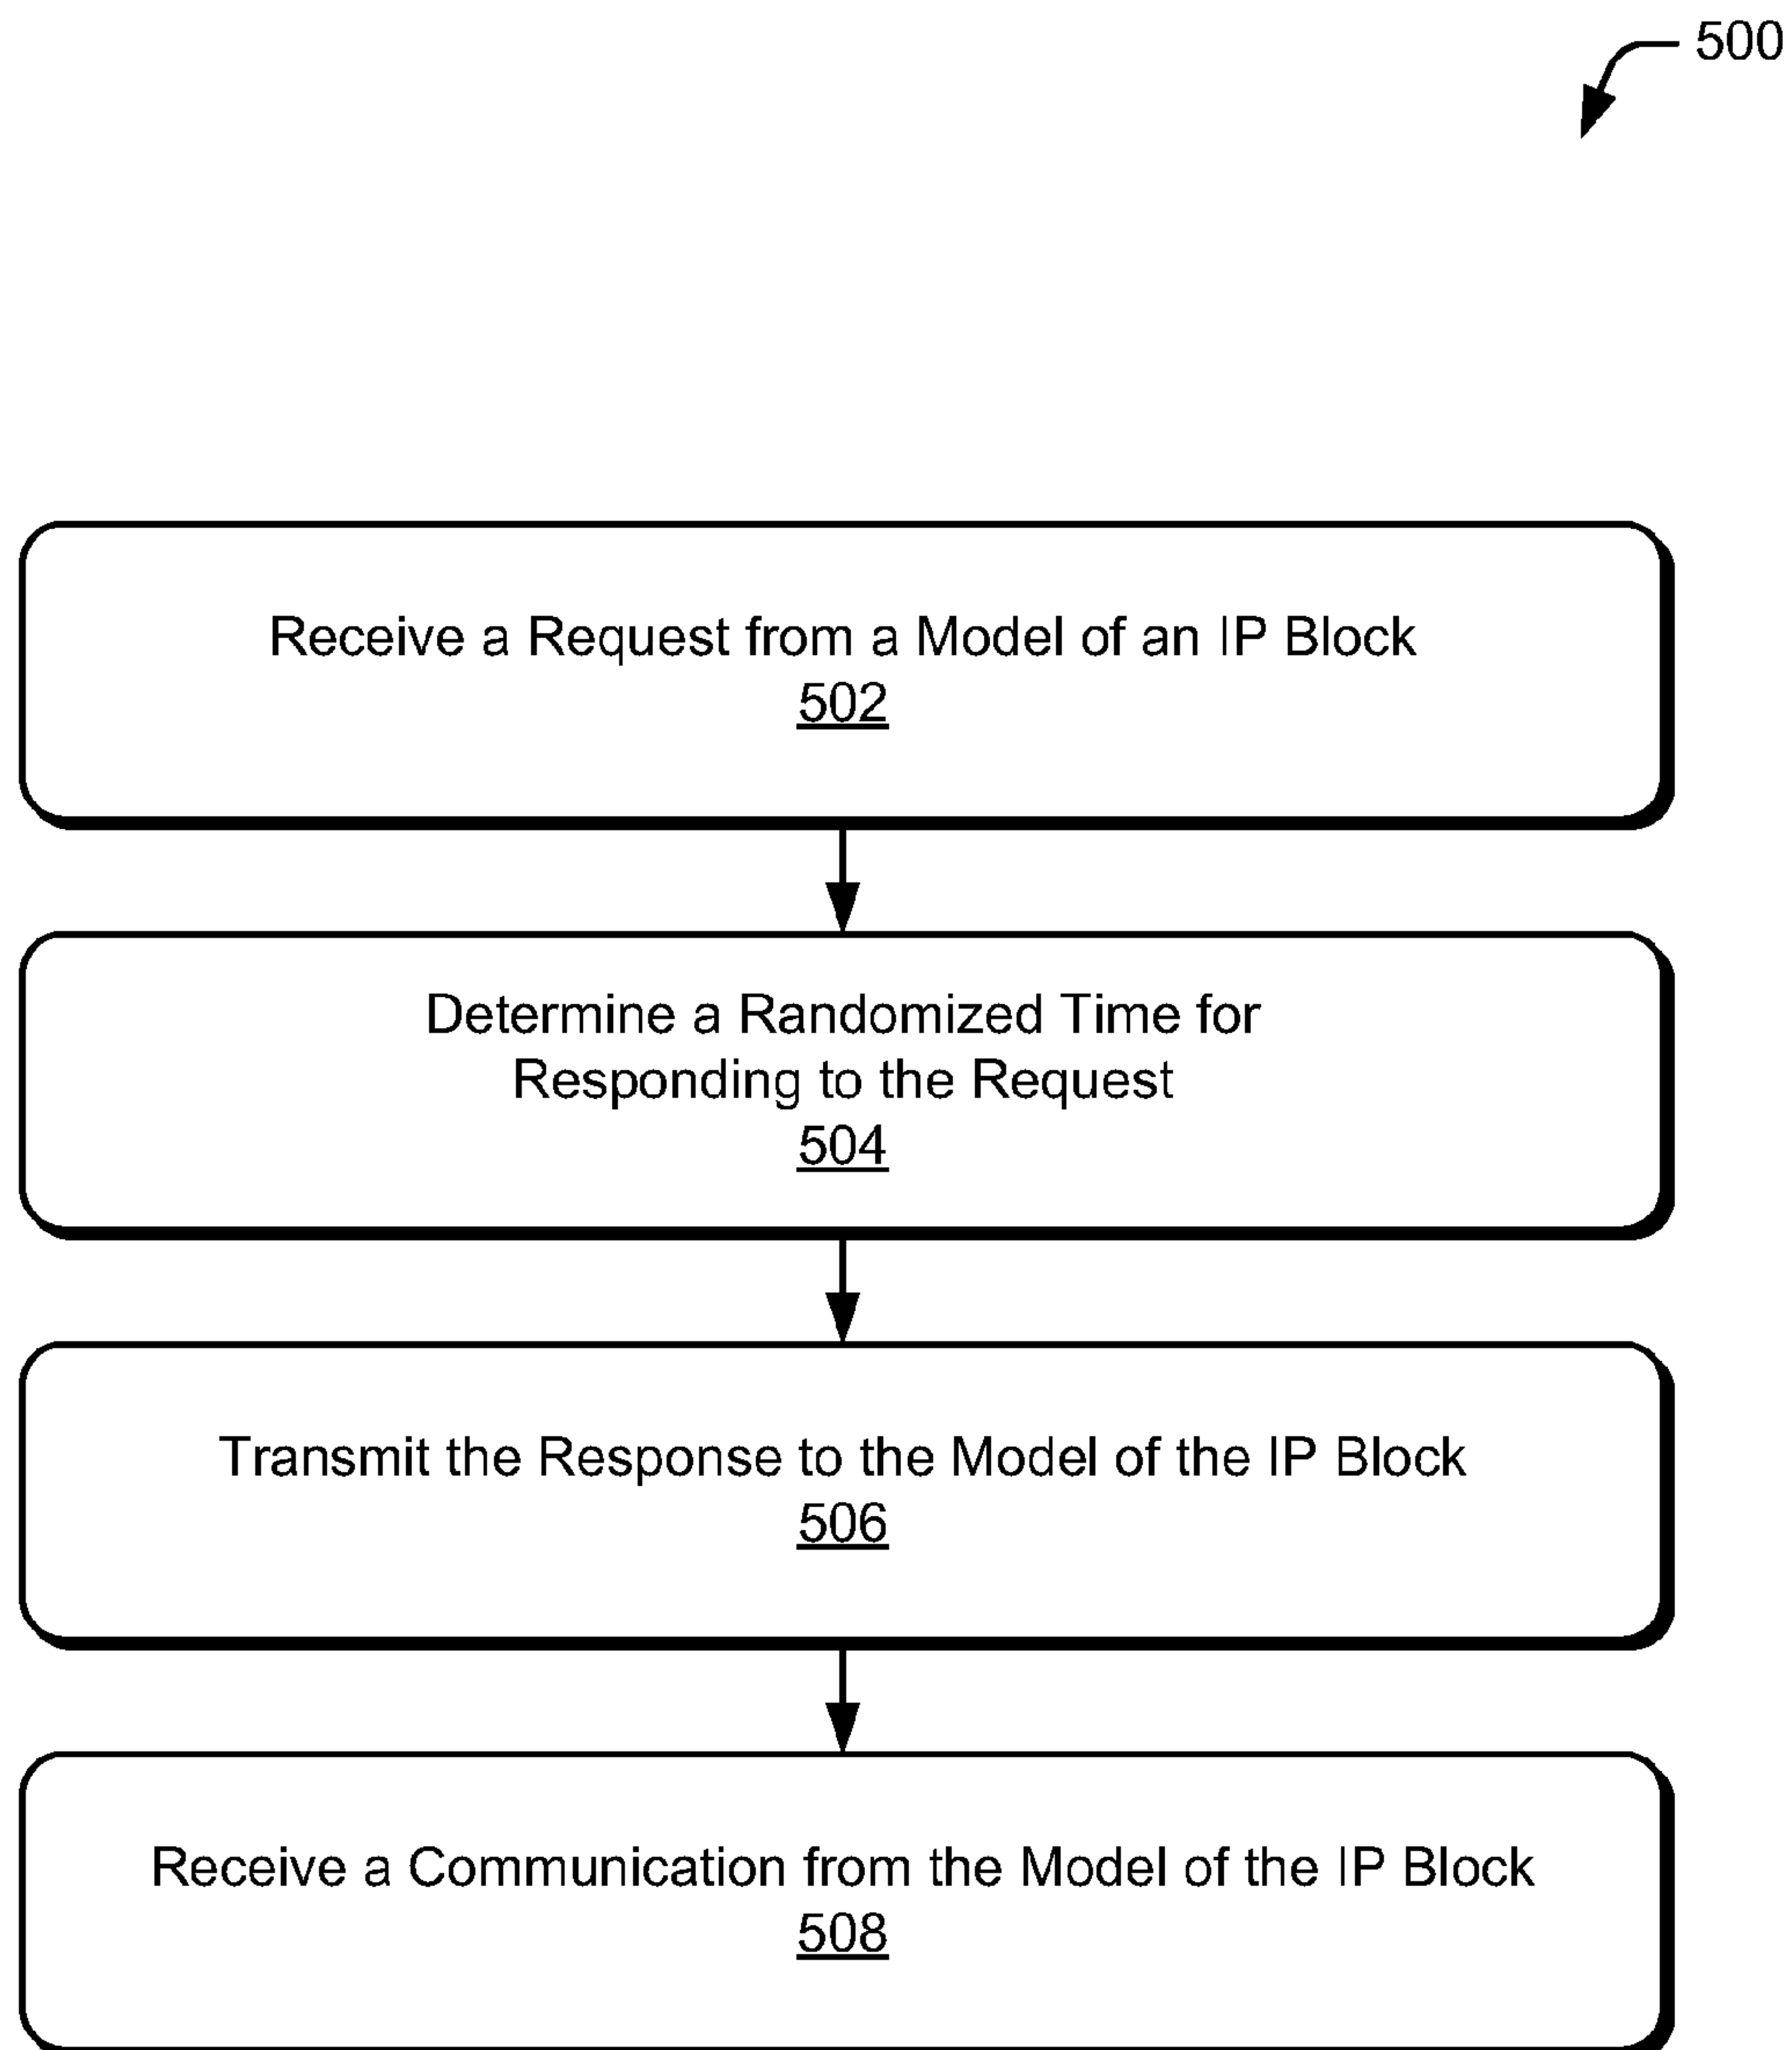 500
Receive a Request from a Model of an IP Block
502
Determine a Randomized Time for
Responding to the Request
504
Transmit the Response to the Model of the IP Block
506
Receive a Communication from the Model of the IP Block
508